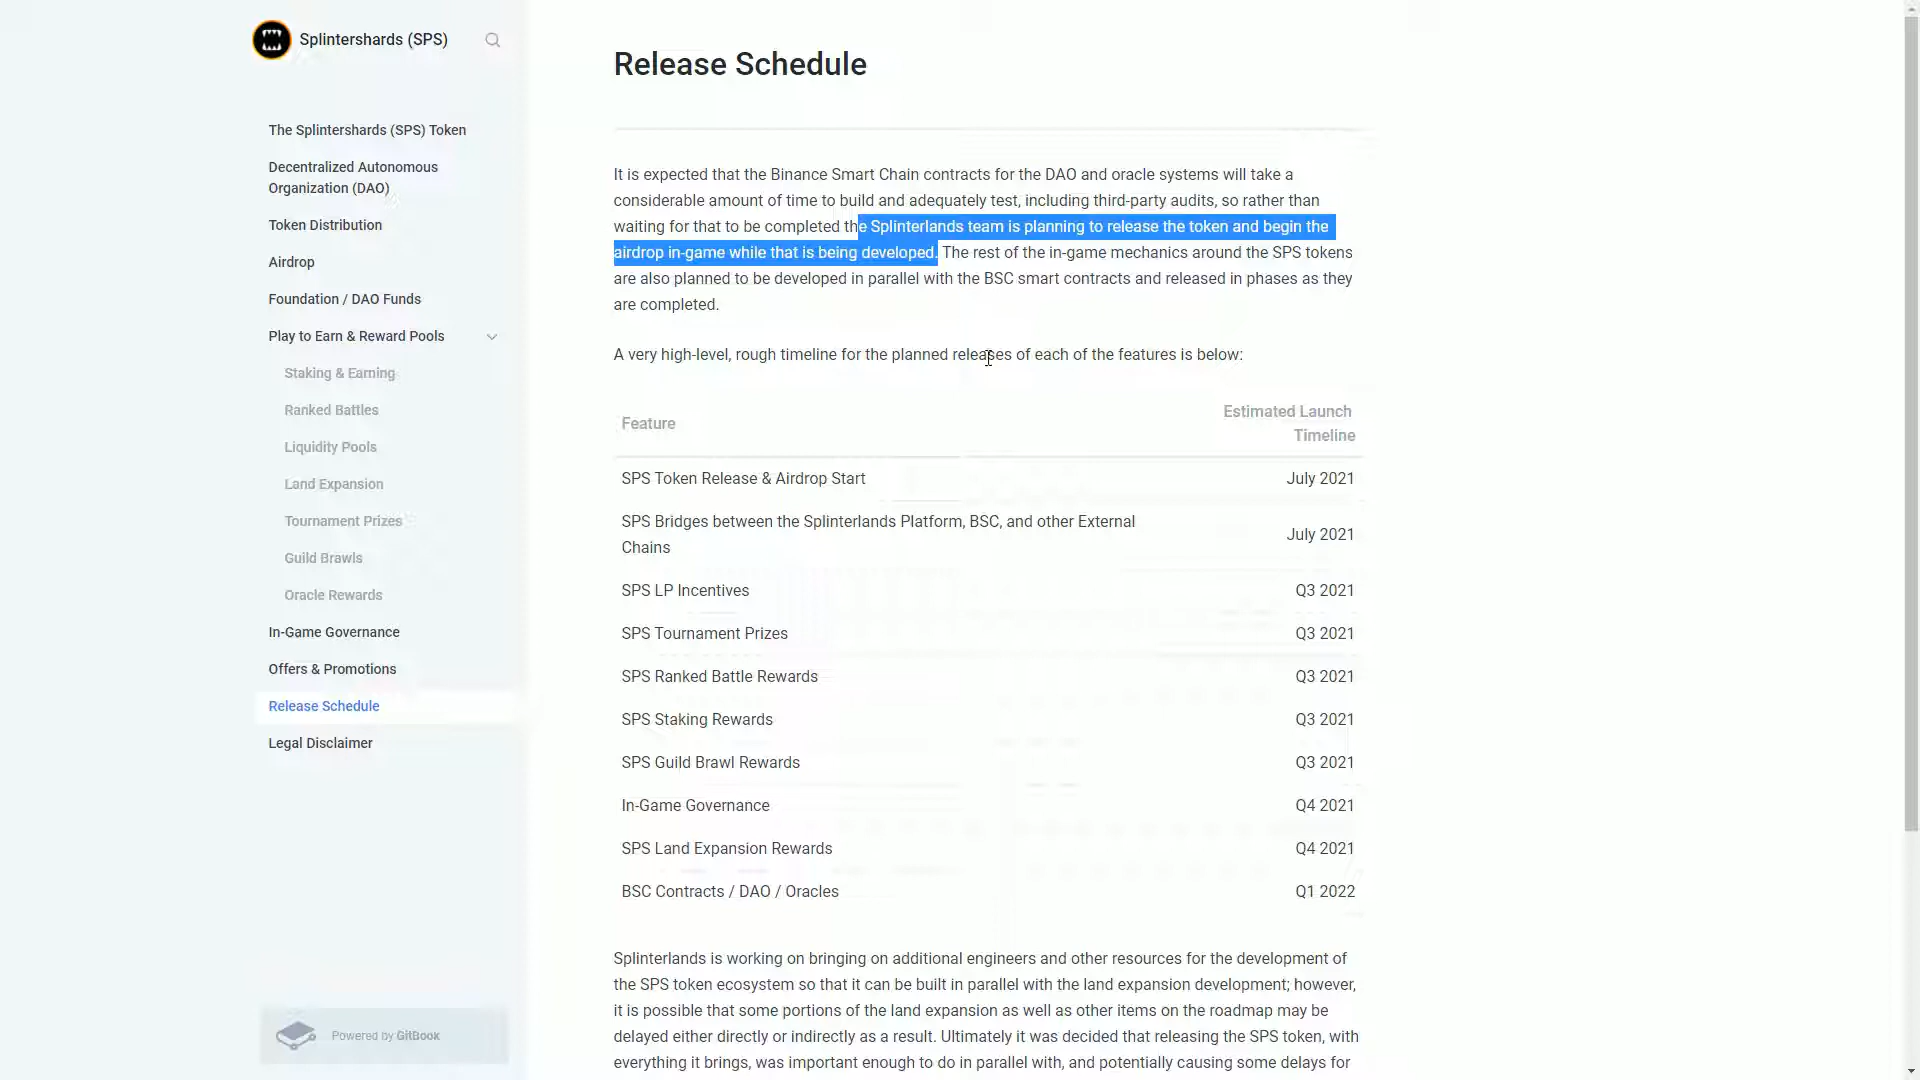 Splintershards (SPS)
The Splintershards (SPS) Token
Decentralized Autonomous
Organization (DAO)
Token Distribution
Airdrop
Foundation / DAO Funds
Play to Earn & Reward Pools
Staking & Earning
Ranked Battles
Liquidity Pools
Land Expansion
Tournament Prizes
Guild Brawls
Oracle Rewards
In-Game Governance
Offers & Promotions
Release Schedule
Legal Disclaimer
Powered by GitBook
Release Schedule
It is expected that the Binance Smart Chain contracts for the DAO and oracle systems will take a
considerable amount of time to build and adequately test, including third-party audits, so rather than
waiting for that to be completed the Splinterlands team is planning to release the token and begin the
airdrop in-game while that is being developed. The rest of the in-game mechanics around the SPS tokens
are also planned to be developed in parallel with the BSC smart contracts and released in phases as they
are completed.
A very high-level, rough timeline for the planned releases of each of the features is below:
Feature
Estimated Launch
Timeline
SPS Token Release & Airdrop Start July 2021
SPS Bridges between the Splinterlands Platform, BSC, and other External
Chains
July 2021
SPS LP Incentives Q3 2021
SPS Tournament Prizes Q3 2021
SPS Ranked Battle Rewards Q3 2021
SPS Staking Rewards Q3 2021
SPS Guild Brawl Rewards Q3 2021
In-Game Governance Q4 2021
SPS Land Expansion Rewards Q4 2021
BSC Contracts / DAO / Oracles Q1 2022
Splinterlands is working on bringing on additional engineers and other resources for the development of
the SPS token ecosystem so that it can be built in parallel with the land expansion development; however,
it is possible that some portions of the land expansion as well as other items on the roadmap may be
delayed either directly or indirectly as a result. Ultimately it was decided that releasing the SPS token, with
everything it brings, was important enough to do in parallel with, and potentially causing some delays for